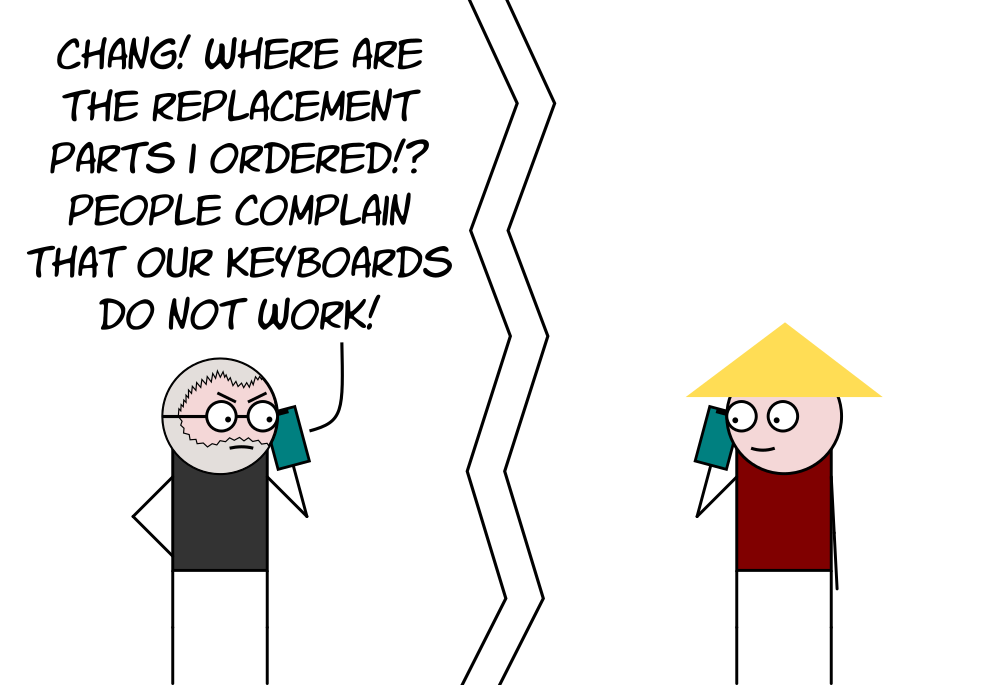 CHANG! WHERE ARE
THE REPLACEMENT
PARTS I ORDERED!?
PEOPLE COMPLAIN
THAT OUR KEYBOARDS
DO NOT WORK!